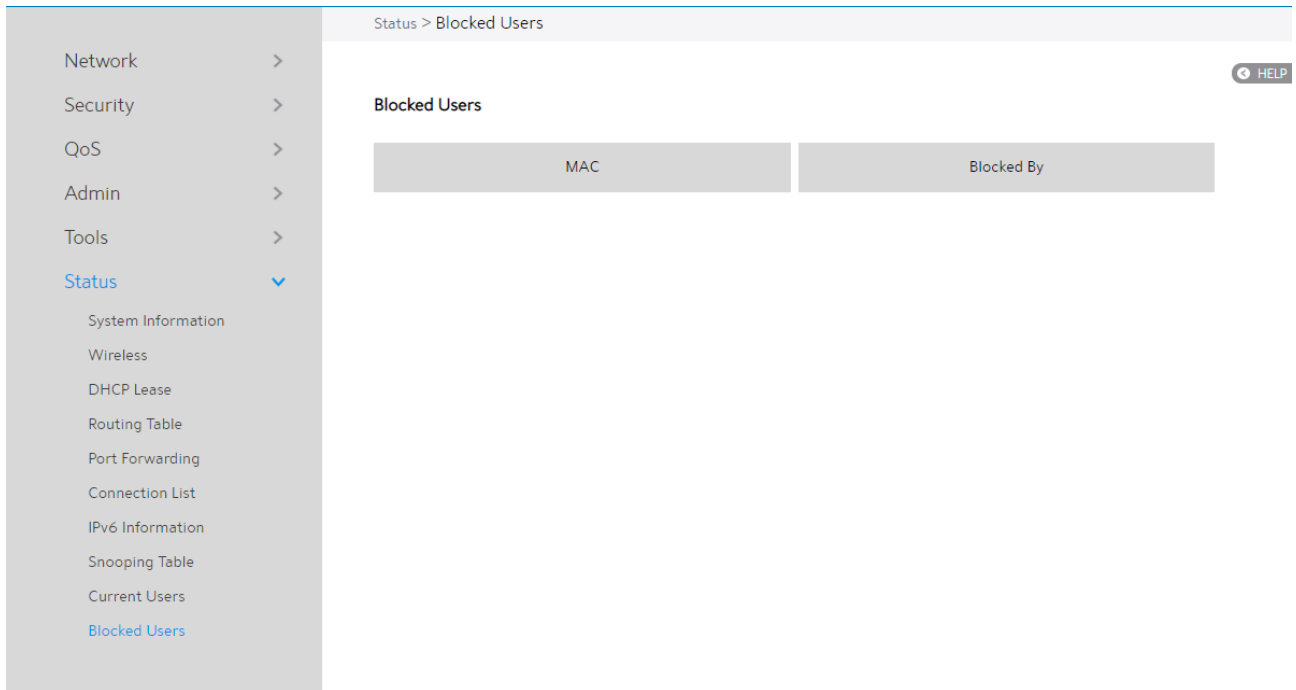 Status > Blocked Users
Network
Security
QoS
Admin
Tools
Status
System Information
Wireless
DHCP Lease
Routing Table
Port Forwarding
Connection List
IPv6 Information
Snooping Table
Current Users
Blocked Users
HELP
Blocked Users
MAC Blocked By